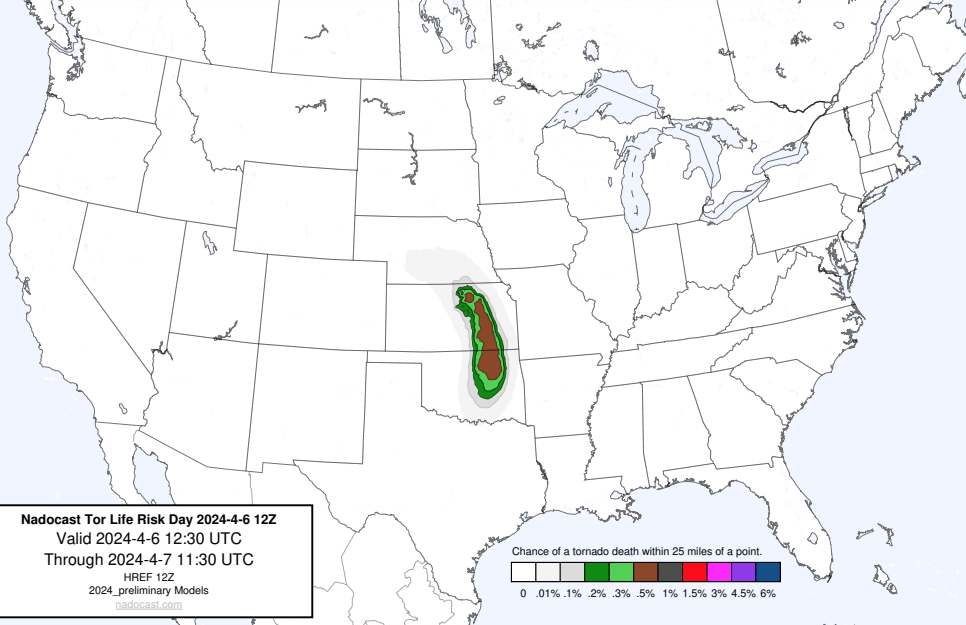 Nadocast Tor Life Risk Day 2024-4-6 12Z
Valid 2024-4-6 12:30 UTC
Through 2024-4-7 11:30 UTC
HREF 12Z
2024_preliminary Models
nadocast.com
Chance of a tornado death within 25 miles of a point.
0 .01% .1% .2% .3% .5% 1% 1.5% 3% 4.5% 6%